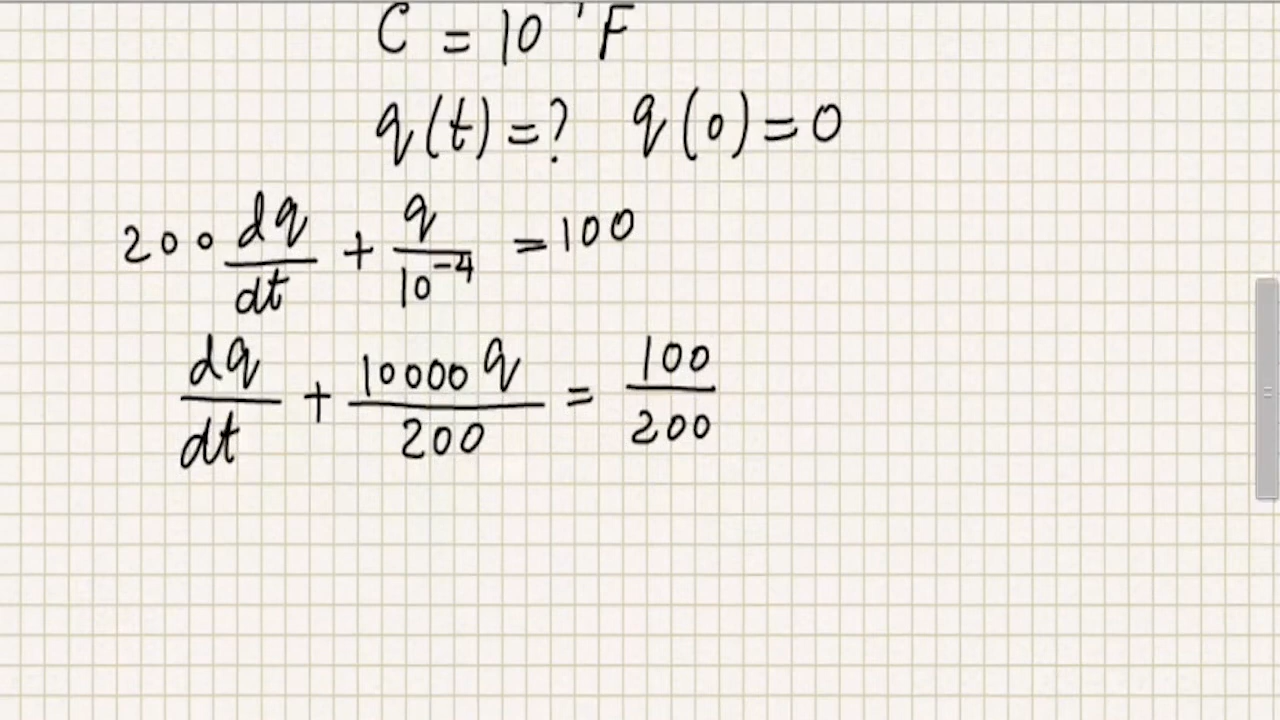 C = 10 F
q(t) = ? q(0) = 0
200 dq/dt + q/10^-4 = 100
dq/dt + 10000q/200 = 100/200